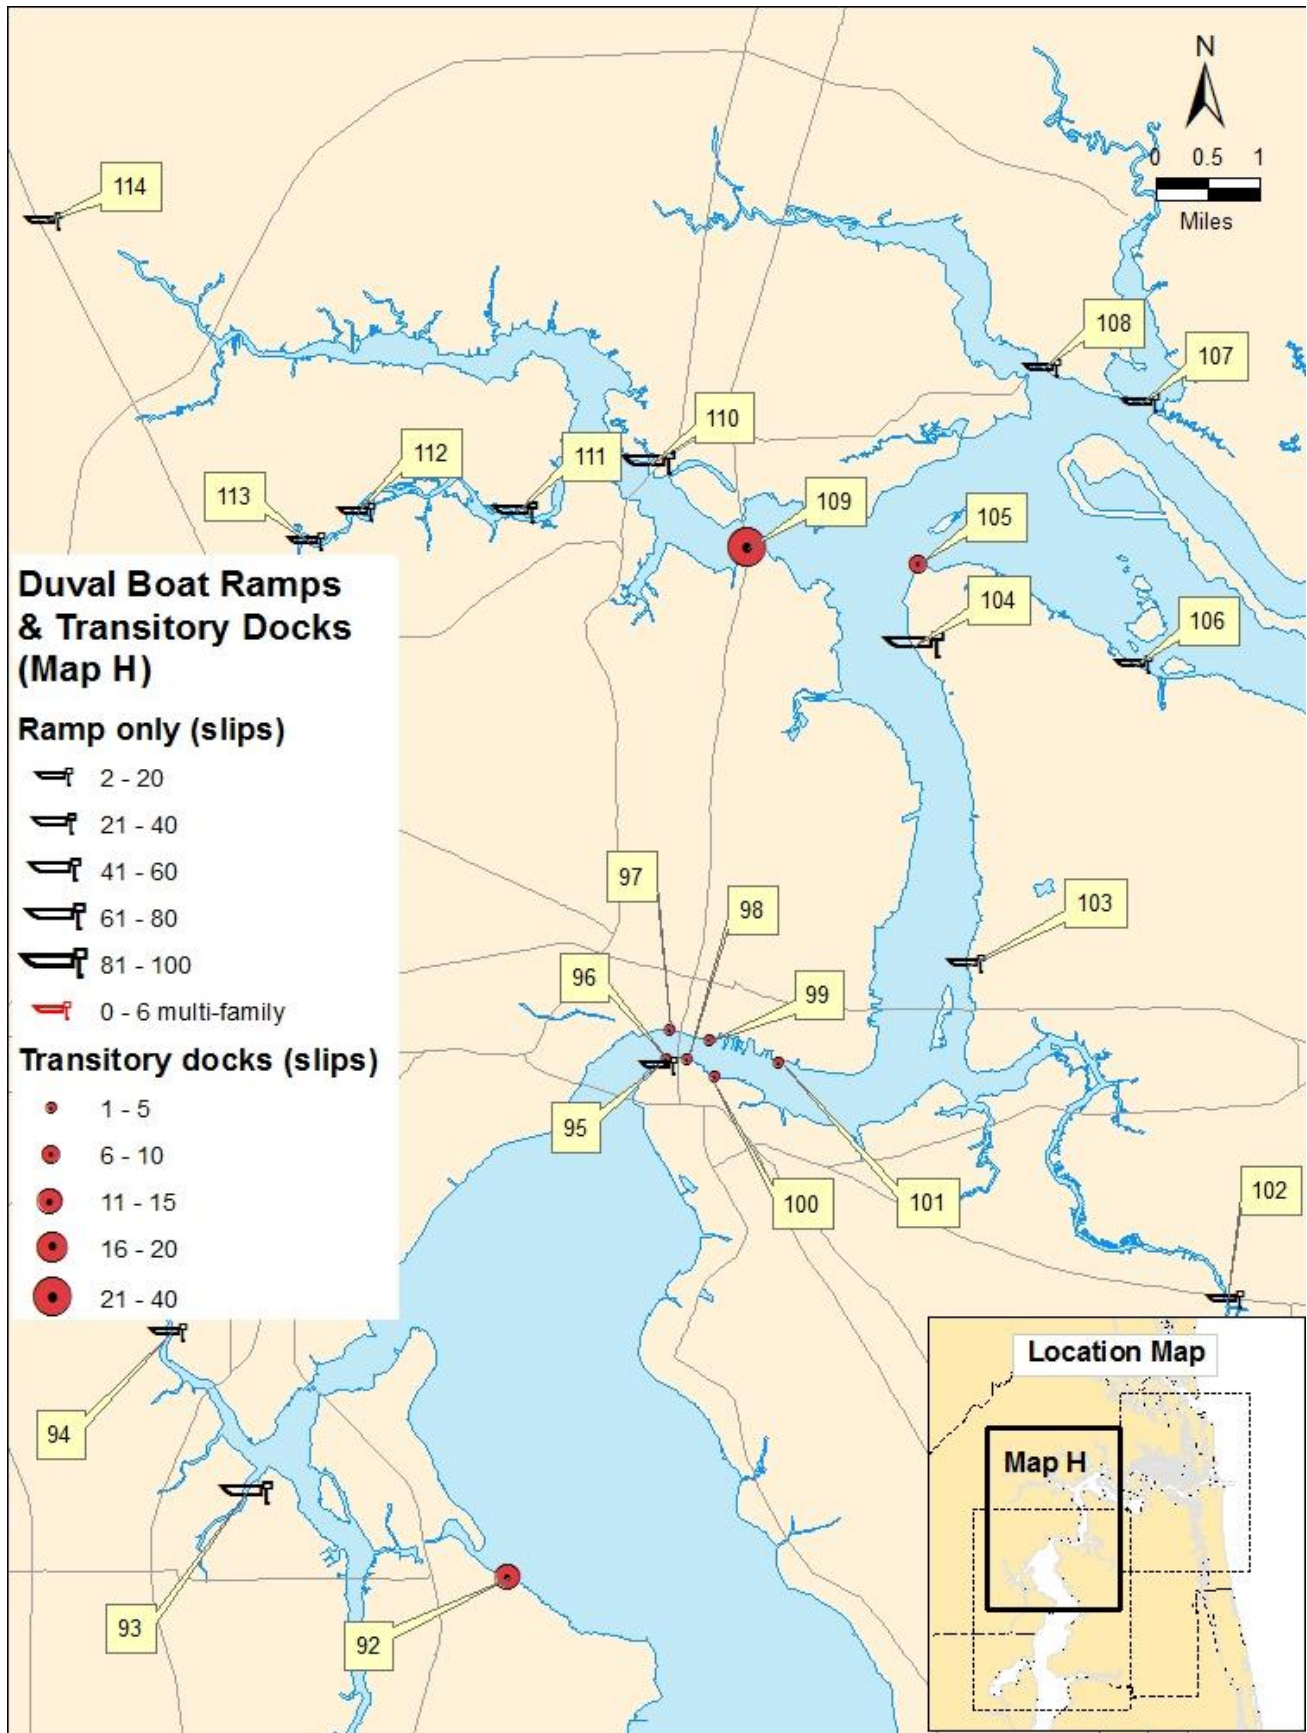 N
0 0.5 1
Miles
114
108
107
110
112
111
113
109
105
104
106
Duval Boat Ramps
& Transitory Docks
(Map H)
Ramp only (slips)
2 - 20
21 - 40
41 - 60
61 - 80
81 - 100
0 - 6 multi-family
Transitory docks (slips)
1 - 5
6 - 10
11 - 15
16 - 20
21 - 40
97
98
103
96
99
95
100
101
102
94
93
92
Location Map
Map H